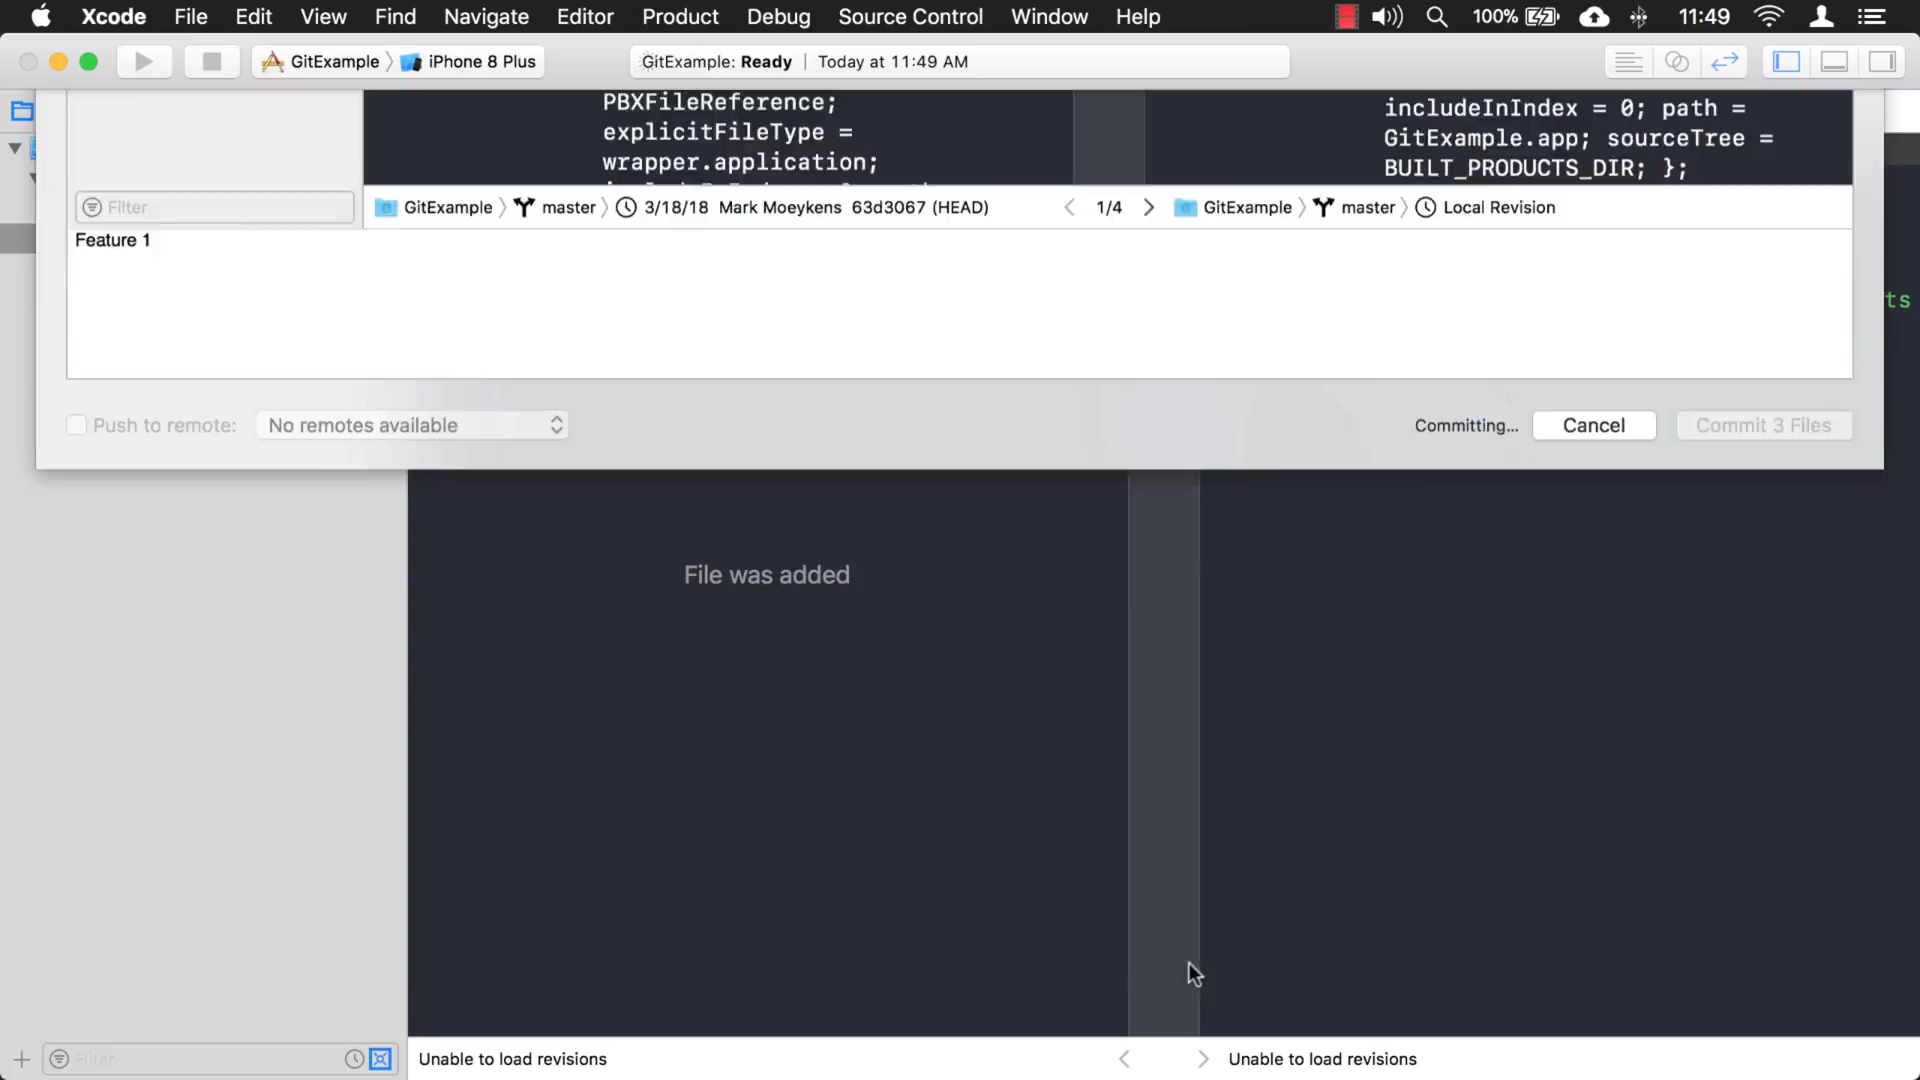 Xcode File Edit View Find Navigate Editor Product Debug Source Control Window Help 100% 11:49
GitExample iPhone 8 Plus GitExample: Ready | Today at 11:49 AM
PBXFileReference;
explicitFileType =
wrapper.application;
includeInIndex = 0; path =
GitExample.app; sourceTree =
BUILT_PRODUCTS_DIR; };
Filter GitExample master 3/18/18 Mark Moeykens 63d3067 (HEAD) 1/4 GitExample master Local Revision
Feature 1
ts
Push to remote: No remotes available Committing... Cancel Commit 3 Files
File was added
Filter Unable to load revisions Unable to load revisions